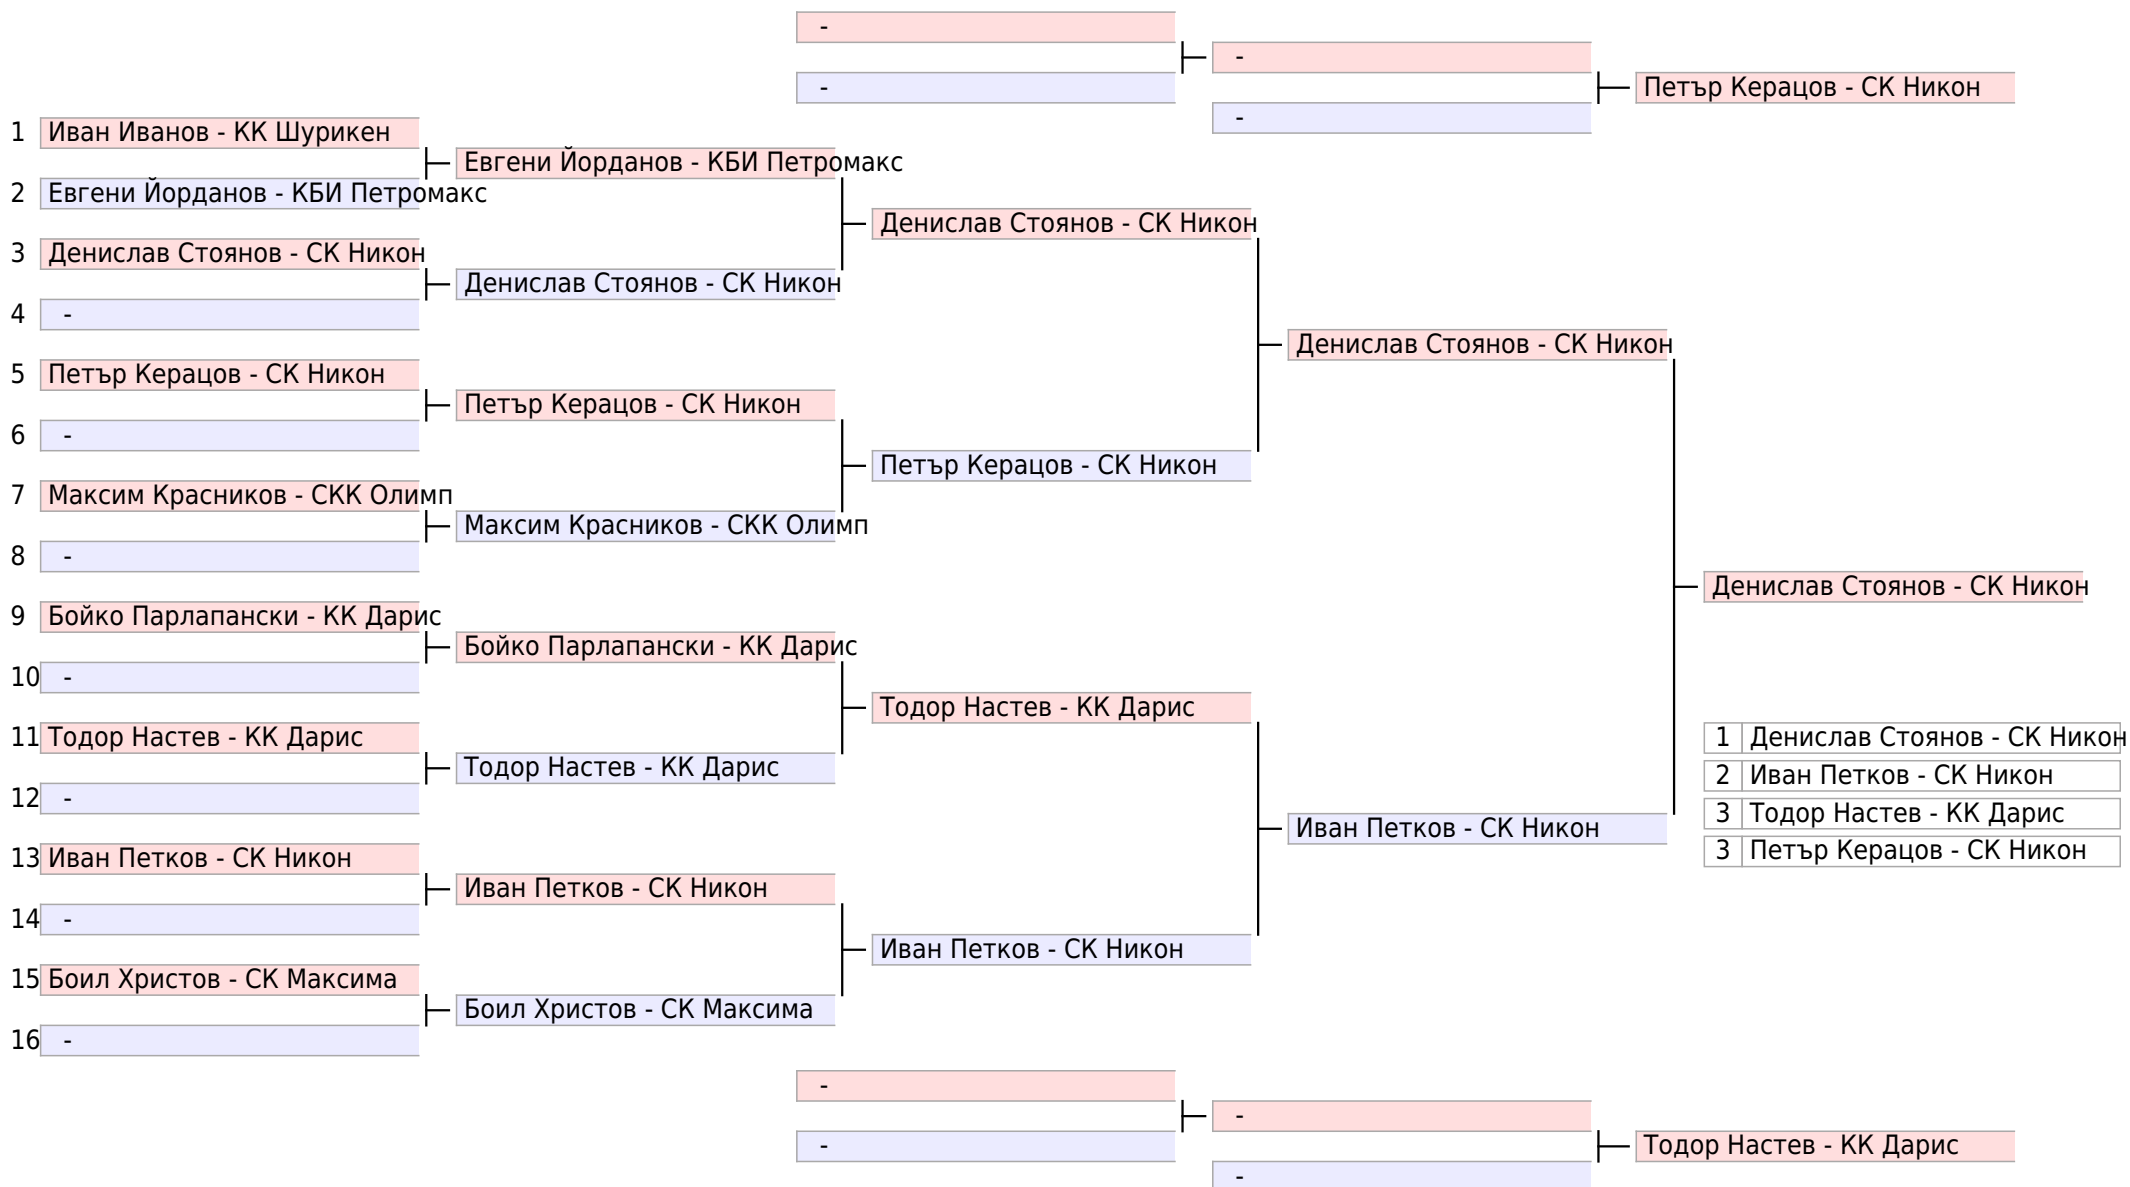 -
-
-
-
Петър Керацов - СК Никон
1 Иван Иванов - КК Шурикен
2 Евгени Йорданов - КБИ Петромакс
3 Денислав Стоянов - СК Никон
4 -
5 Петър Керацов - СК Никон
6 -
7 Максим Красников - СКК Олимп
8 -
9 Бойко Парлапански - КК Дарис
10 -
11 Тодор Настев - КК Дарис
12 -
13 Иван Петков - СК Никон
14 -
15 Боил Христов - СК Максима
16 -
Евгени Йорданов - КБИ Петромакс
Денислав Стоянов - СК Никон
Петър Керацов - СК Никон
Максим Красников - СКК Олимп
Бойко Парлапански - КК Дарис
Тодор Настев - КК Дарис
Иван Петков - СК Никон
Боил Христов - СК Максима
Денислав Стоянов - СК Никон
Петър Керацов - СК Никон
Тодор Настев - КК Дарис
Иван Петков - СК Никон
Денислав Стоянов - СК Никон
Иван Петков - СК Никон
Денислав Стоянов - СК Никон
1 Денислав Стоянов - СК Никон
2 Иван Петков - СК Никон
3 Тодор Настев - КК Дарис
3 Петър Керацов - СК Никон
-
-
-
-
Тодор Настев - КК Дарис